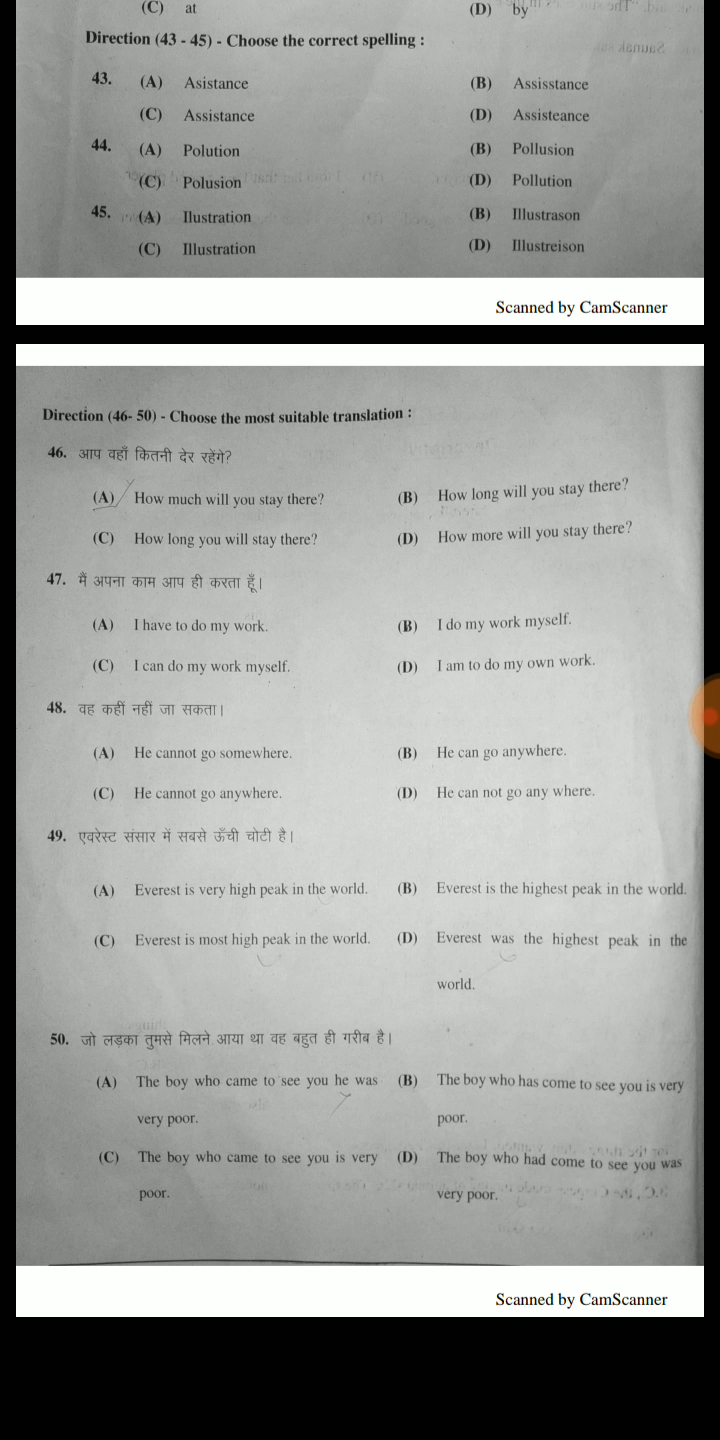 (C) at (D) by
Direction (43 - 45) - Choose the correct spelling :
43. (A) Asistance (B) Assisstance
(C) Assistance (D) Assisteance
44. (A) Polution (B) Pollusion
(C) Polusion (D) Pollution
45. (A) Ilustration (B) Illustrason
(C) Illustration (D) Illustreison
Scanned by CamScanner
Direction (46- 50) - Choose the most suitable translation :
46. आप वहाँ कितनी देर रहेंगे?
(A) How much will you stay there? (B) How long will you stay there?
(C) How long you will stay there? (D) How more will you stay there?
47. मैं अपना काम आप ही करता हूँ।
(A) I have to do my work. (B) I do my work myself.
(C) I can do my work myself. (D) I am to do my own work.
48. वह कहीं नहीं जा सकता।
(A) He cannot go somewhere. (B) He can go anywhere.
(C) He cannot go anywhere. (D) He can not go any where.
49. एवरेस्ट संसार में सबसे ऊँची चोटी है।
(A) Everest is very high peak in the world. (B) Everest is the highest peak in the world.
(C) Everest is most high peak in the world. (D) Everest was the highest peak in the
world.
50. जो लड़का तुमसे मिलने आया था वह बहुत ही गरीब है।
(A) The boy who came to see you he was (B) The boy who has come to see you is very
very poor. poor.
(C) The boy who came to see you is very (D) The boy who had come to see you was
poor. very poor.
Scanned by CamScanner